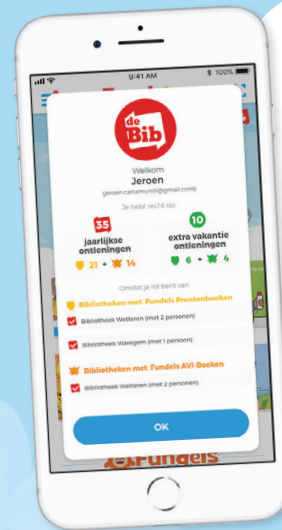 9:41 AM
100%
de
Bib
Welkom
Jeroen
Je hebt recht op
35
jaarlijkse
ontleningen
21 + 14
10
extra vakantie
ontleningen
6 + 4
Omdat je lid bent van
Bibliotheken met Fundels Prentenboeken
Bibliotheek Wetteren (met 2 personen)
Bibliotheek Waregem (met 1 persoon)
Bibliotheken met Fundels AVI-Boeken
Bibliotheek Wetteren (met 2 personen)
OK
Fundels